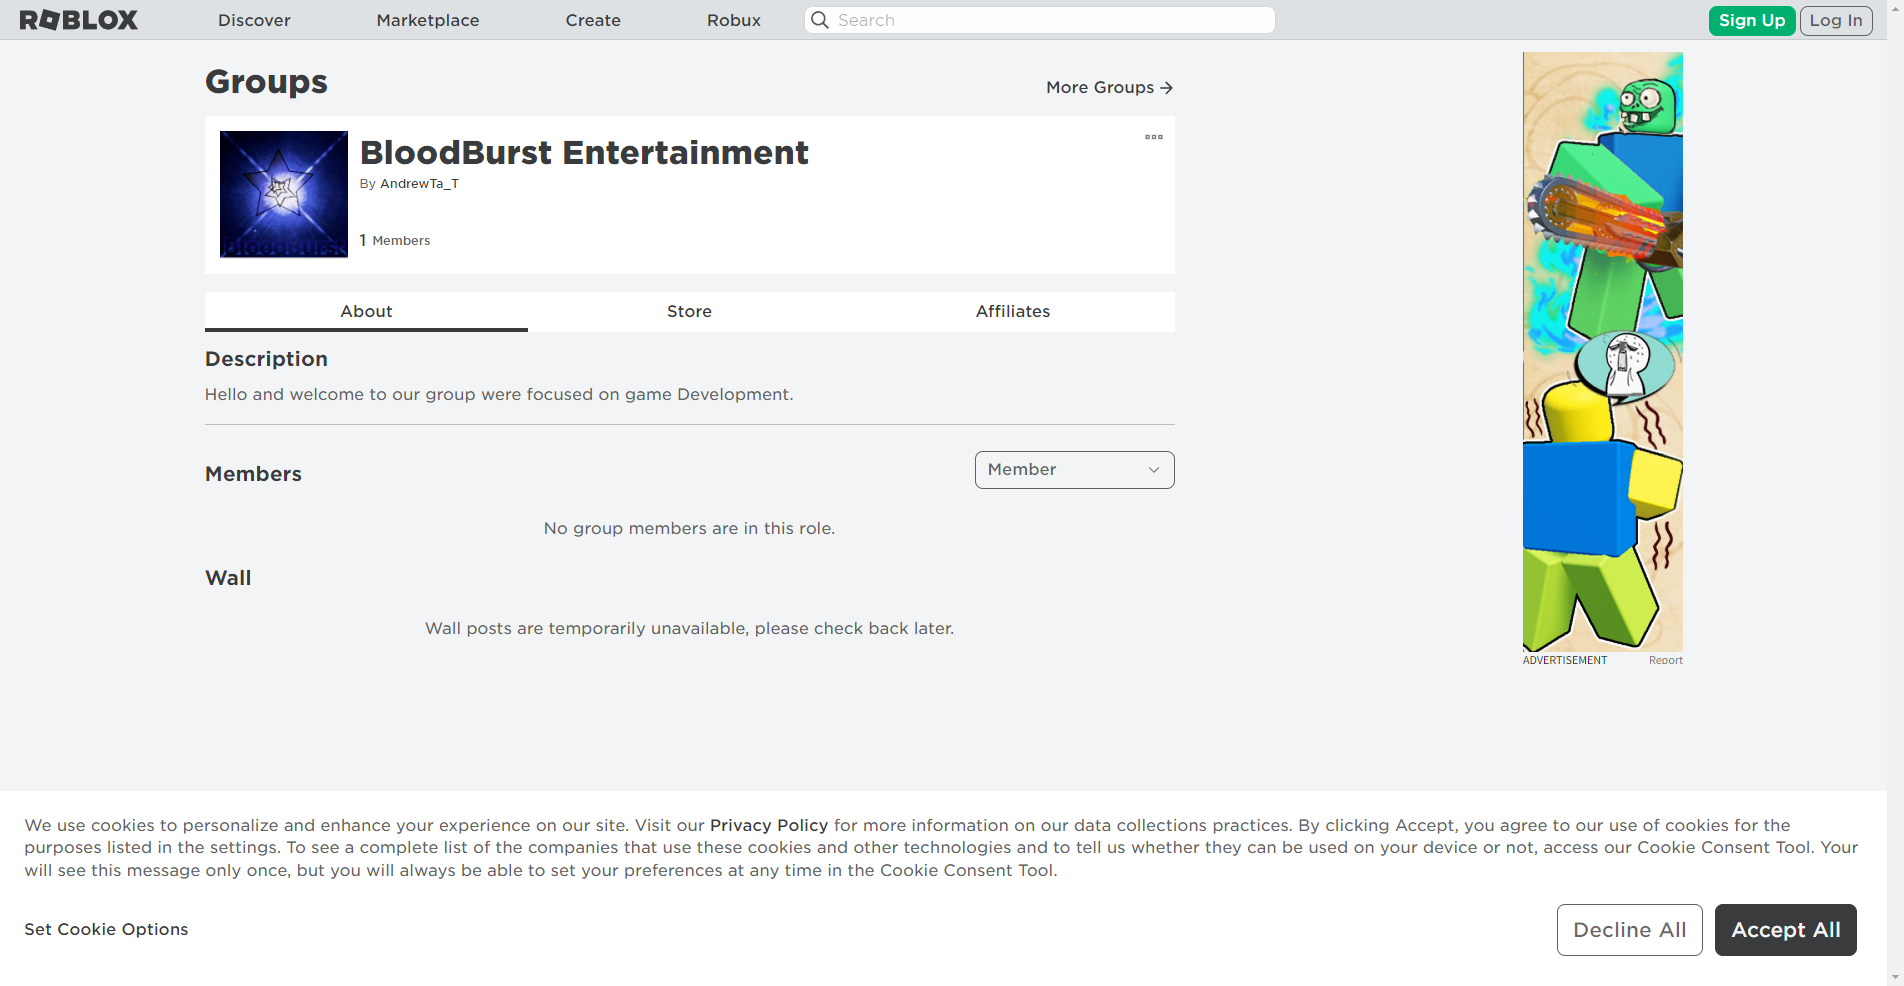 ROBLOX
Discover
Marketplace
Create
Robux
Search
Sign Up
Log In
Groups
More Groups
BloodBurst Entertainment
By AndrewTa_T
1 Members
BloodBurst
About
Store
Affiliates
Description
Hello and welcome to our group were focused on game Development.
Members
Member
No group members are in this role.
Wall
Wall posts are temporarily unavailable, please check back later.
ADVERTISEMENT
Report
We use cookies to personalize and enhance your experience on our site. Visit our Privacy Policy for more information on our data collections practices. By clicking Accept, you agree to our use of cookies for the
purposes listed in the settings. To see a complete list of the companies that use these cookies and other technologies and to tell us whether they can be used on your device or not, access our Cookie Consent Tool. Your
will see this message only once, but you will always be able to set your preferences at any time in the Cookie Consent Tool.
Set Cookie Options
Decline All
Accept All